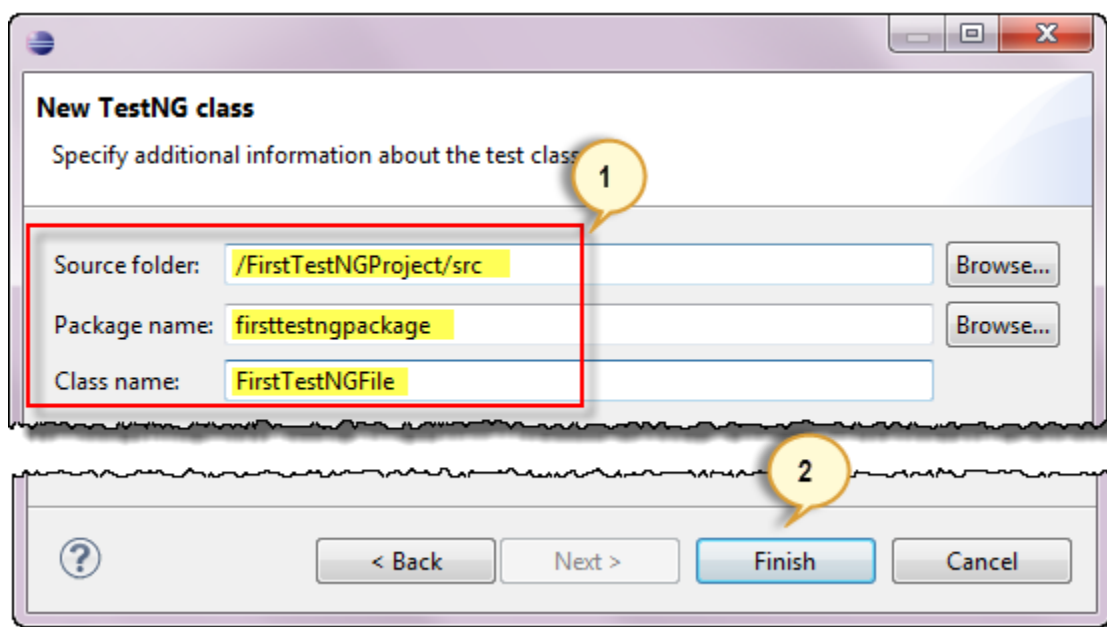 New TestNG class
Specify additional information about the test class
1
Source folder: /FirstTestNGProject/src Browse...
Package name: firsttestngpackage Browse...
Class name: FirstTestNGFile
2
? < Back Next > Finish Cancel